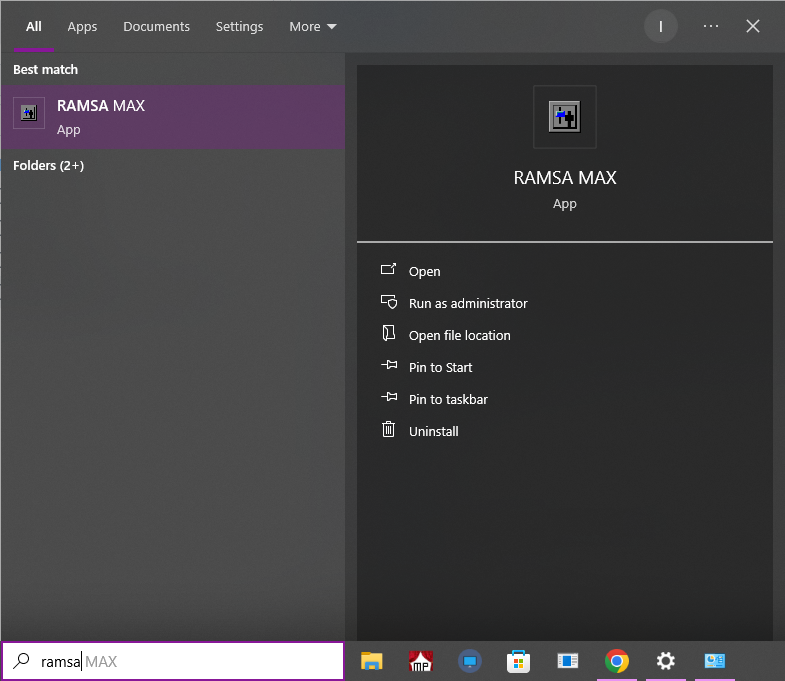 All Apps Documents Settings More I ...
Best match
RAMSA MAX
App
Folders (2+)
RAMSA MAX
App
Open
Run as administrator
Open file location
Pin to Start
Pin to taskbar
Uninstall
ramsa MAX
MP